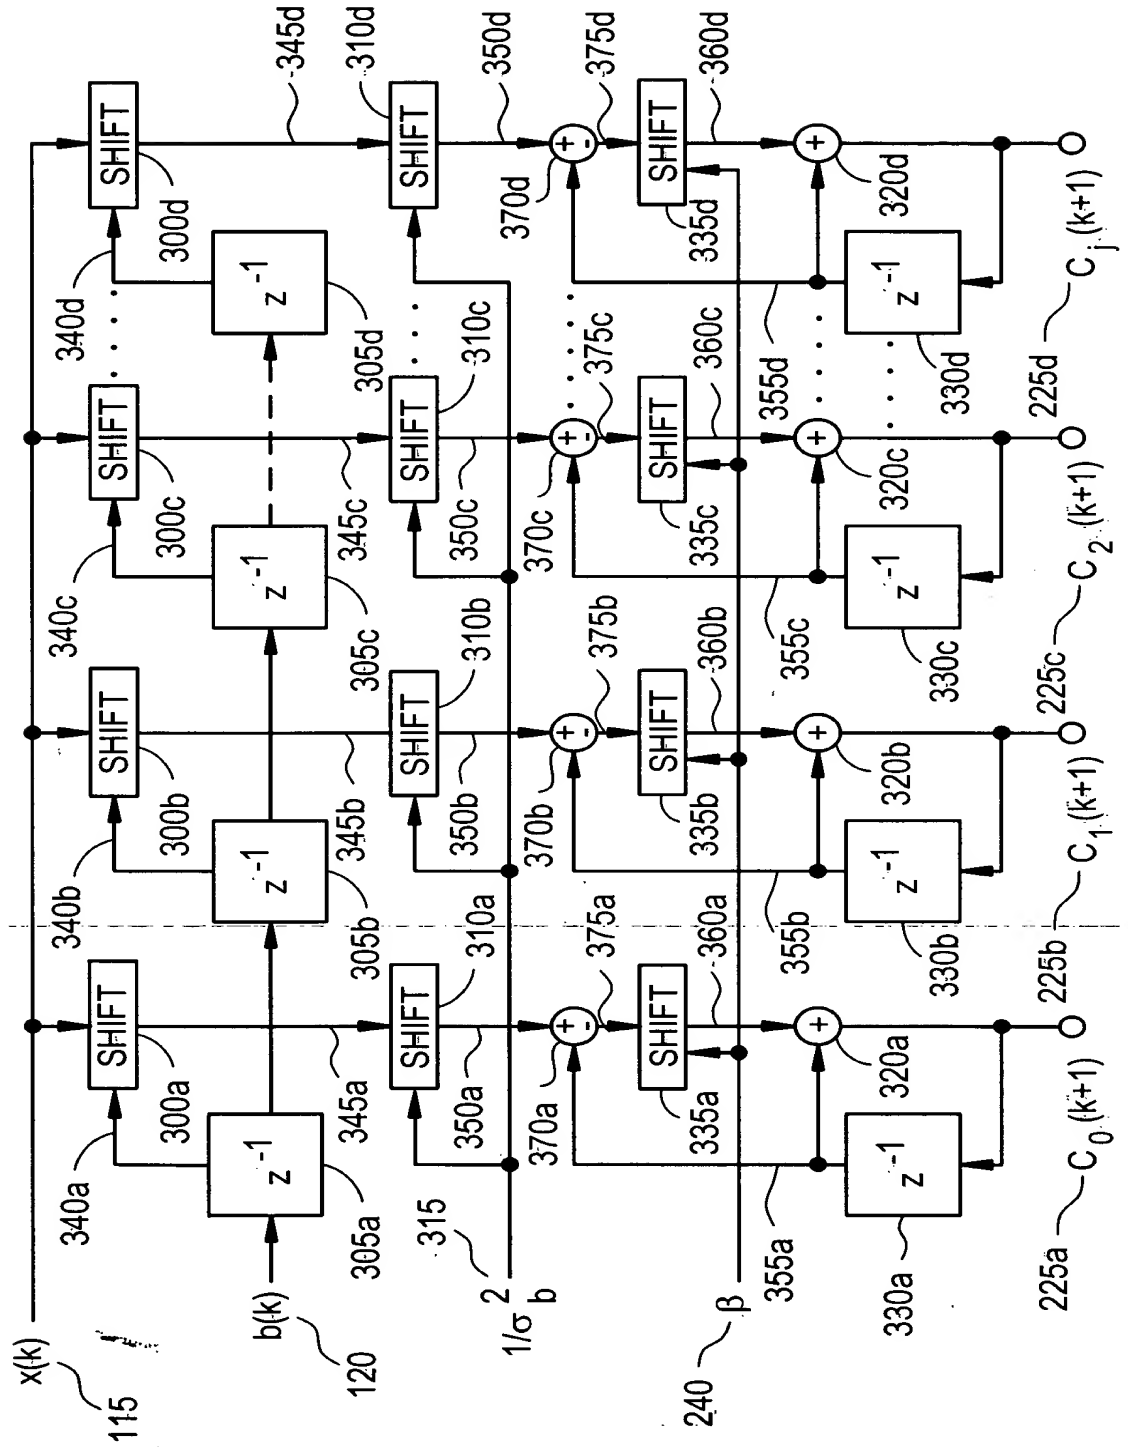 x(k)
115
340a
340b
340c
340d
SHIFT
SHIFT
SHIFT
SHIFT
300a
300b
300c
300d
b(k)
120
z⁻¹
z⁻¹
z⁻¹
z⁻¹
305a
305b
305c
305d
345a
345b
345c
345d
315
SHIFT
SHIFT
SHIFT
SHIFT
310a
310b
310c
310d
1/σ²b
350a
350b
350c
350d
370a
370b
370c
370d
+ -
+ -
+ -
+ -
375a
375b
375c
375d
SHIFT
SHIFT
SHIFT
SHIFT
335a
335b
335c
335d
240
β
360a
360b
360c
360d
355a
355b
355c
355d
+
+
+
+
320a
320b
320c
320d
z⁻¹
z⁻¹
z⁻¹
z⁻¹
330a
330b
330c
330d
225a
C₀(k+1)
225b
C₁(k+1)
225c
C₂(k+1)
225d
Cⱼ(k+1)